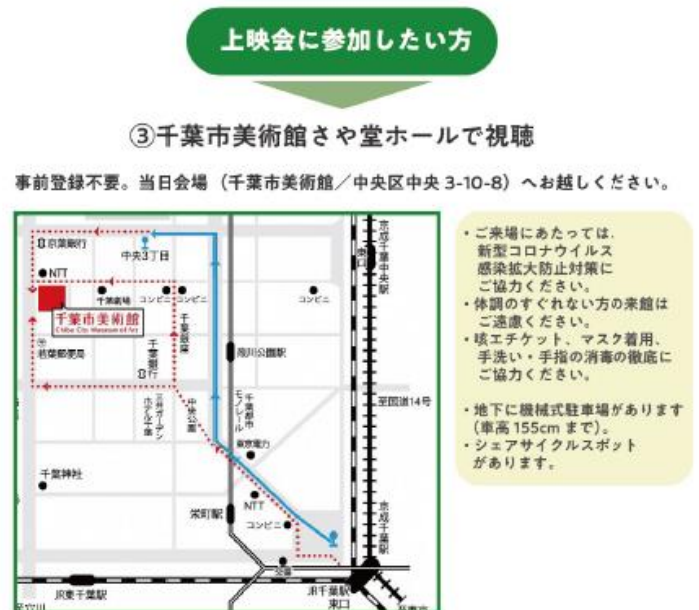 上映会に参加したい方
③千葉市美術館さや堂ホールで視聴
事前登録不要。当日会場（千葉市美術館／中央区中央 3-10-8）へお越しください。
京葉銀行
中央3丁目
NTT
千葉劇場
コンビニ
コンビニ
コンビニ
千葉市美術館
Chiba City Museum of Art
若葉郵便局
千葉銀行
千葉銀座
三井ガーデン
ホテル千葉
中央公園
千葉都市
モノレール
葭川公園駅
東京電力
至国道14号
千葉神社
栄町駅
NTT
コンビニ
交番
京成千葉中央駅
東口
京成千葉駅
JR東千葉駅
JR千葉駅
東口
・ご来場にあたっては、
新型コロナウイルス
感染拡大防止対策に
ご協力ください。
・体調のすぐれない方の来館は
ご遠慮ください。
・咳エチケット、マスク着用、
手洗い・手指の消毒の徹底に
ご協力ください。
・地下に機械式駐車場があります
（車高 155cm まで）。
・シェアサイクルスポット
があります。